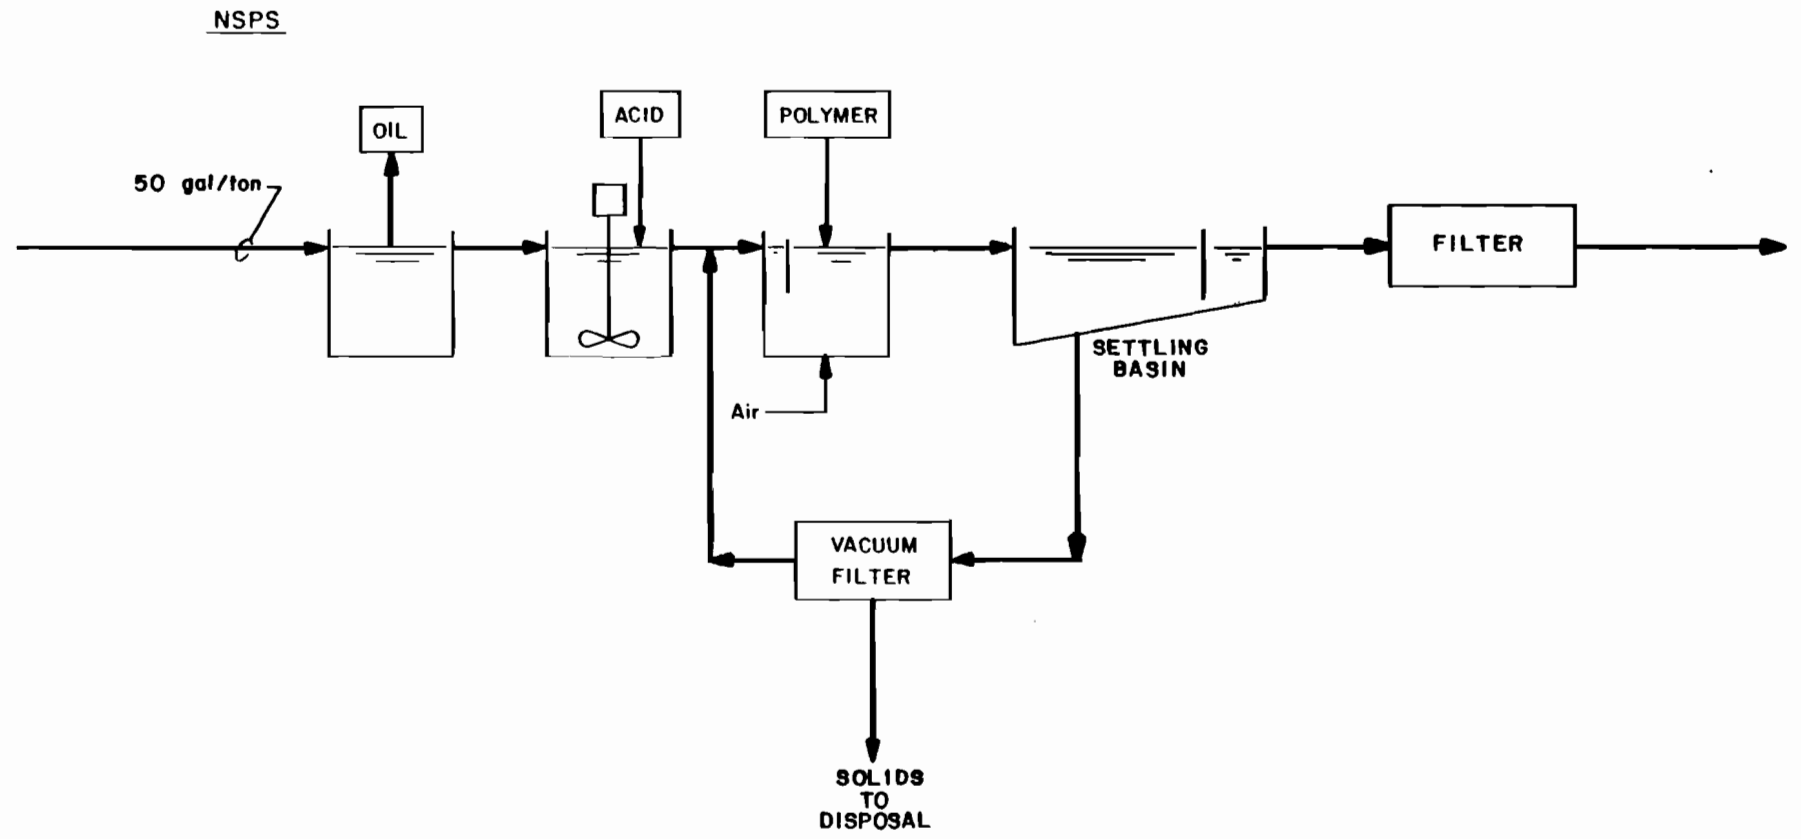 NSPS
OIL
ACID
POLYMER
50 gal/ton
FILTER
SETTLING
BASIN
Air
VACUUM
FILTER
SOLIDS
TO
DISPOSAL